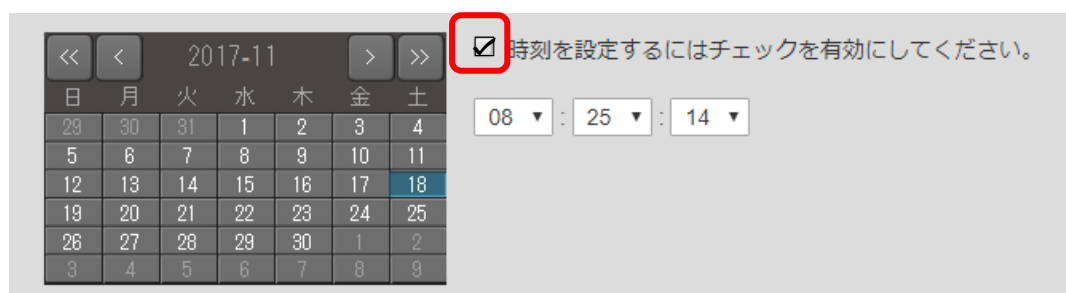 << < 2017-11 > >>
日 月 火 水 木 金 土
29 30 31 1 2 3 4
5 6 7 8 9 10 11
12 13 14 15 16 17 18
19 20 21 22 23 24 25
26 27 28 29 30 1 2
3 4 5 6 7 8 9
時刻を設定するにはチェックを有効にしてください。
08 : 25 : 14